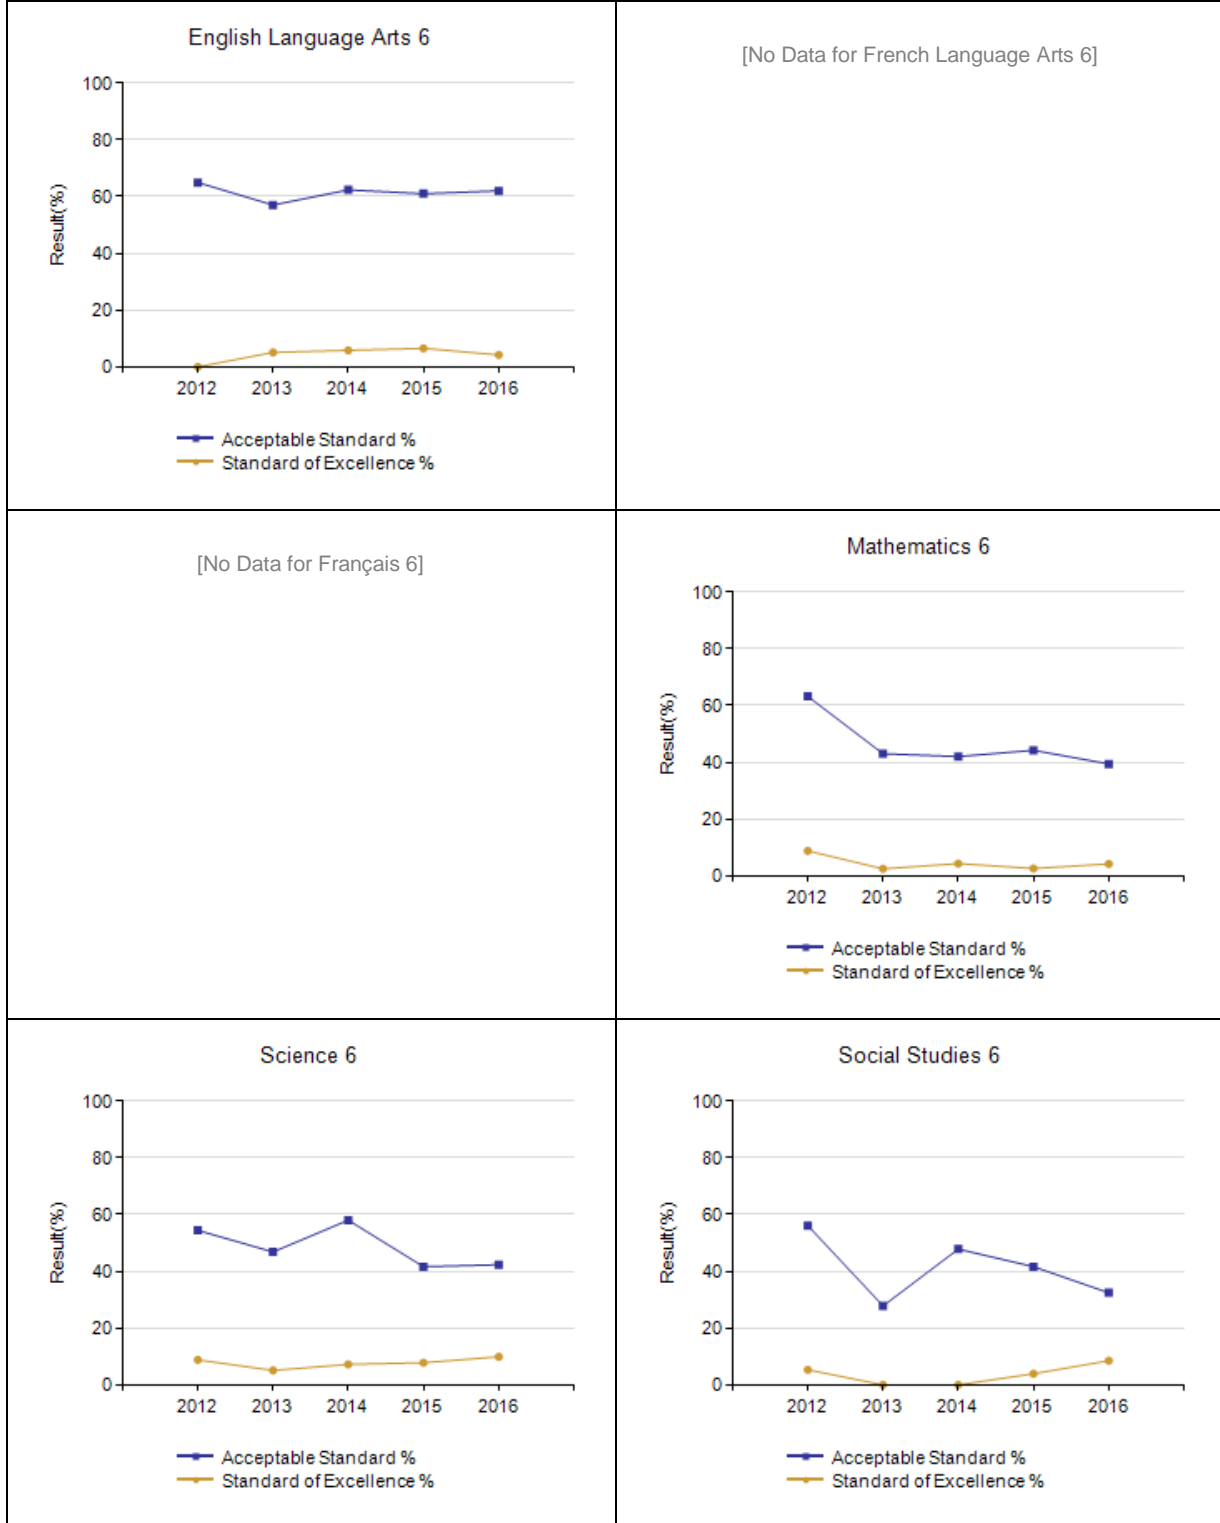 English Language Arts 6
100
80
60
40
20
0
Result(%)
2012 2013 2014 2015 2016
Acceptable Standard %
Standard of Excellence %
[No Data for French Language Arts 6]
[No Data for Français 6]
Mathematics 6
100
80
60
40
20
0
Result(%)
2012 2013 2014 2015 2016
Acceptable Standard %
Standard of Excellence %
Science 6
100
80
60
40
20
0
Result(%)
2012 2013 2014 2015 2016
Acceptable Standard %
Standard of Excellence %
Social Studies 6
100
80
60
40
20
0
Result(%)
2012 2013 2014 2015 2016
Acceptable Standard %
Standard of Excellence %